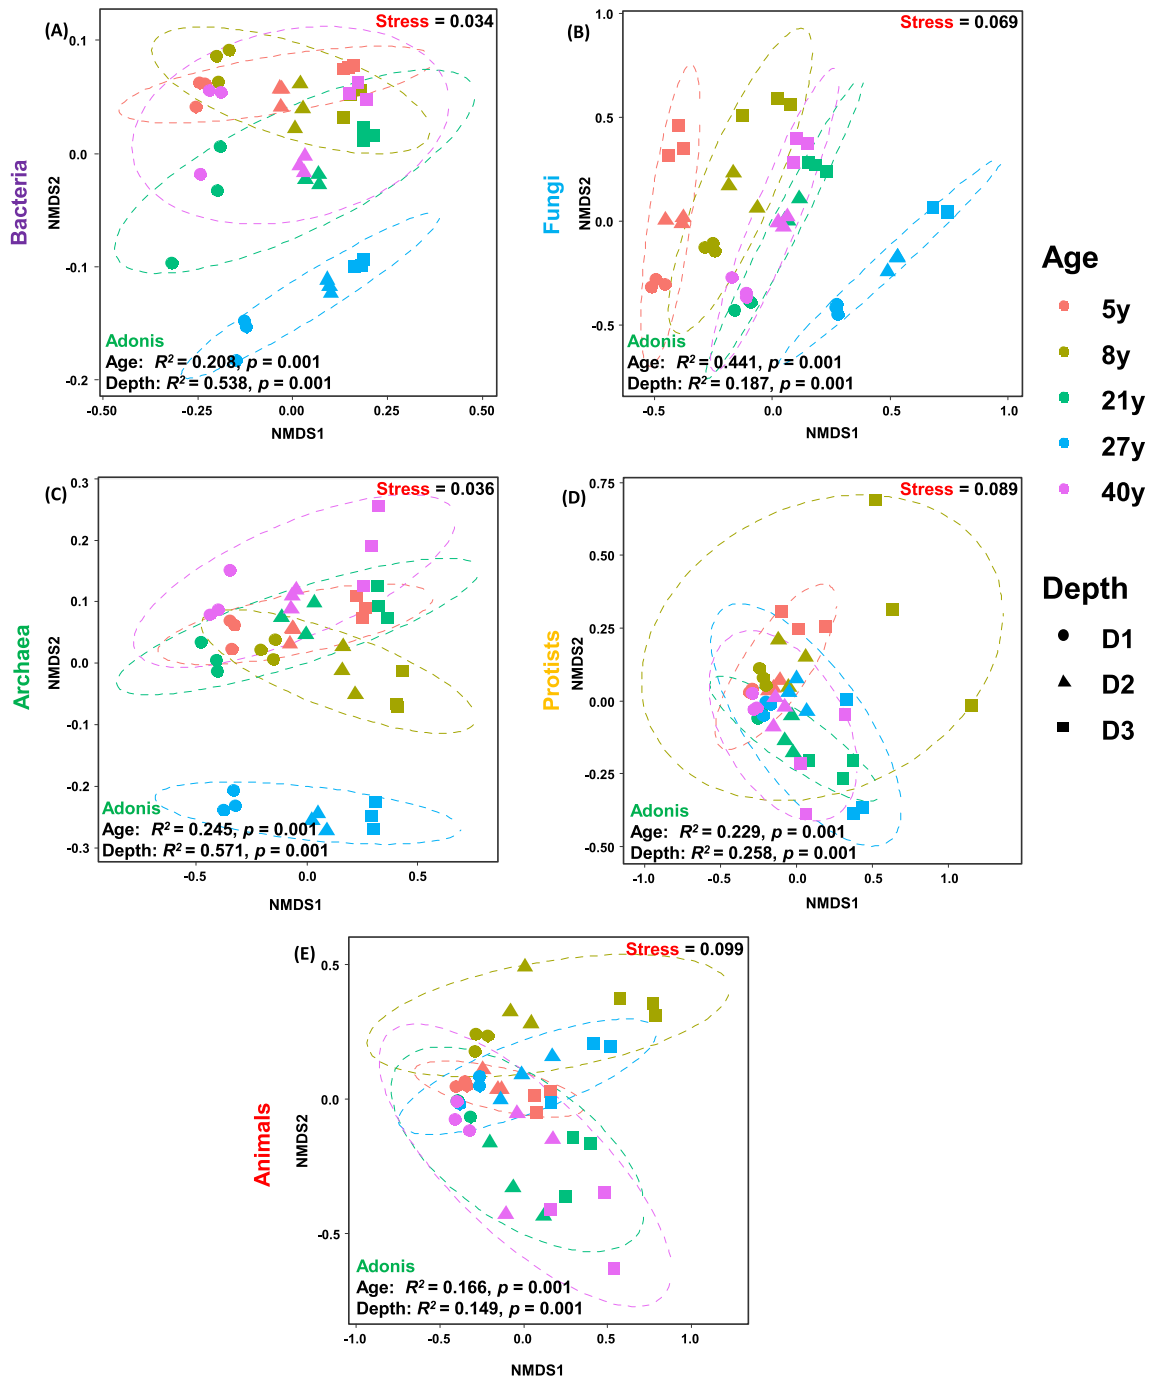 (A)
Stress = 0.034
0.1
0.0
-0.1
-0.2
Bacteria
NMDS2
Adonis
Age: R² = 0.208, p = 0.001
Depth: R² = 0.538, p = 0.001
-0.50
-0.25
0.00
0.25
0.50
NMDS1
(B)
Stress = 0.069
1.0
0.5
0.0
-0.5
Fungi
NMDS2
Adonis
Age: R² = 0.441, p = 0.001
Depth: R² = 0.187, p = 0.001
-0.5
0.0
0.5
1.0
NMDS1
(C)
Stress = 0.036
0.3
0.2
0.1
0.0
-0.1
-0.2
-0.3
Archaea
NMDS2
Adonis
Age: R² = 0.245, p = 0.001
Depth: R² = 0.571, p = 0.001
-0.5
0.0
0.5
NMDS1
(D)
Stress = 0.089
0.75
0.50
0.25
0.00
-0.25
-0.50
Protists
NMDS2
Adonis
Age: R² = 0.229, p = 0.001
Depth: R² = 0.258, p = 0.001
-1.0
-0.5
0.0
0.5
1.0
NMDS1
(E)
Stress = 0.099
0.5
0.0
-0.5
Animals
NMDS2
Adonis
Age: R² = 0.166, p = 0.001
Depth: R² = 0.149, p = 0.001
-1.0
-0.5
0.0
0.5
1.0
NMDS1
Age
5y
8y
21y
27y
40y
Depth
D1
D2
D3